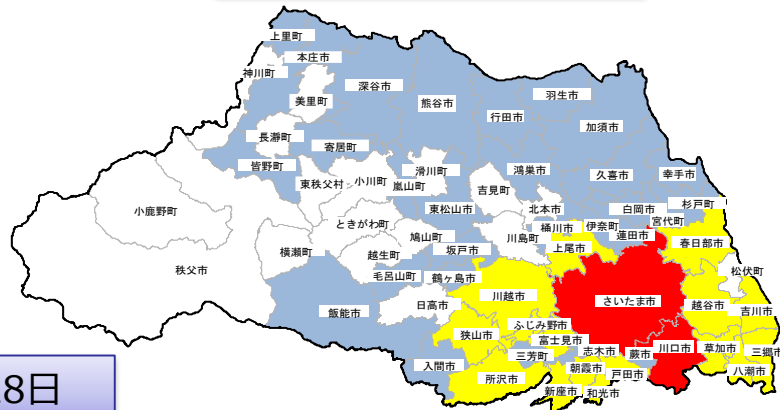 上里町
本庄市
神川町
深谷市
美里町
熊谷市
羽生市
行田市
加須市
長瀞町
寄居町
皆野町
滑川町
鴻巣市
久喜市
幸手市
東秩父村
小川町
嵐山町
吉見町
小鹿野町
東松山市
北本市
白岡市
杉戸町
ときがわ町
鳩山町
川島町
桶川市
伊奈町
宮代町
蓮田市
横瀬町
越生町
坂戸市
上尾市
春日部市
秩父市
毛呂山町
鶴ヶ島市
松伏町
日高市
川越市
さいたま市
越谷市
吉川市
飯能市
狭山市
ふじみ野市
富士見市
三芳町
志木市
蕨市
川口市
草加市
三郷市
入間市
所沢市
朝霞市
戸田市
八潮市
新座市
和光市
8日